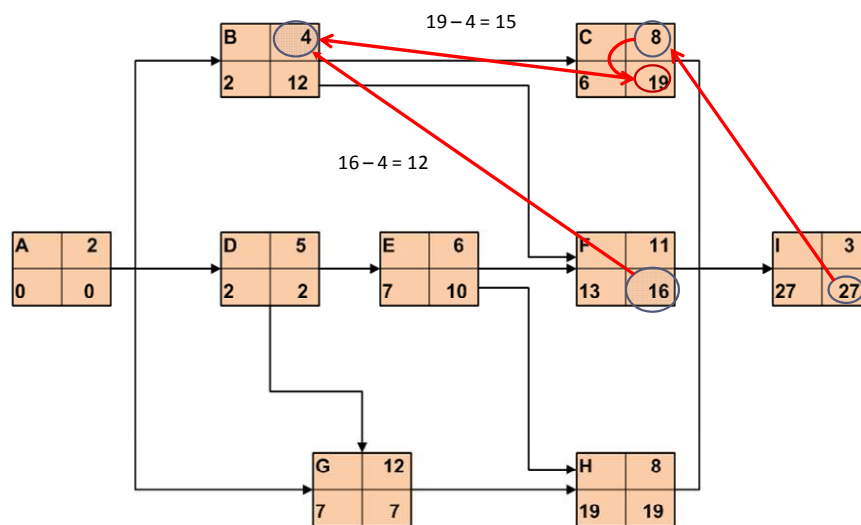 19 – 4 = 15
B 4
2 12
C 8
6 19
16 – 4 = 12
A 2
0 0
D 5
2 2
E 6
7 10
F 11
13 16
I 3
27 27
G 12
7 7
H 8
19 19